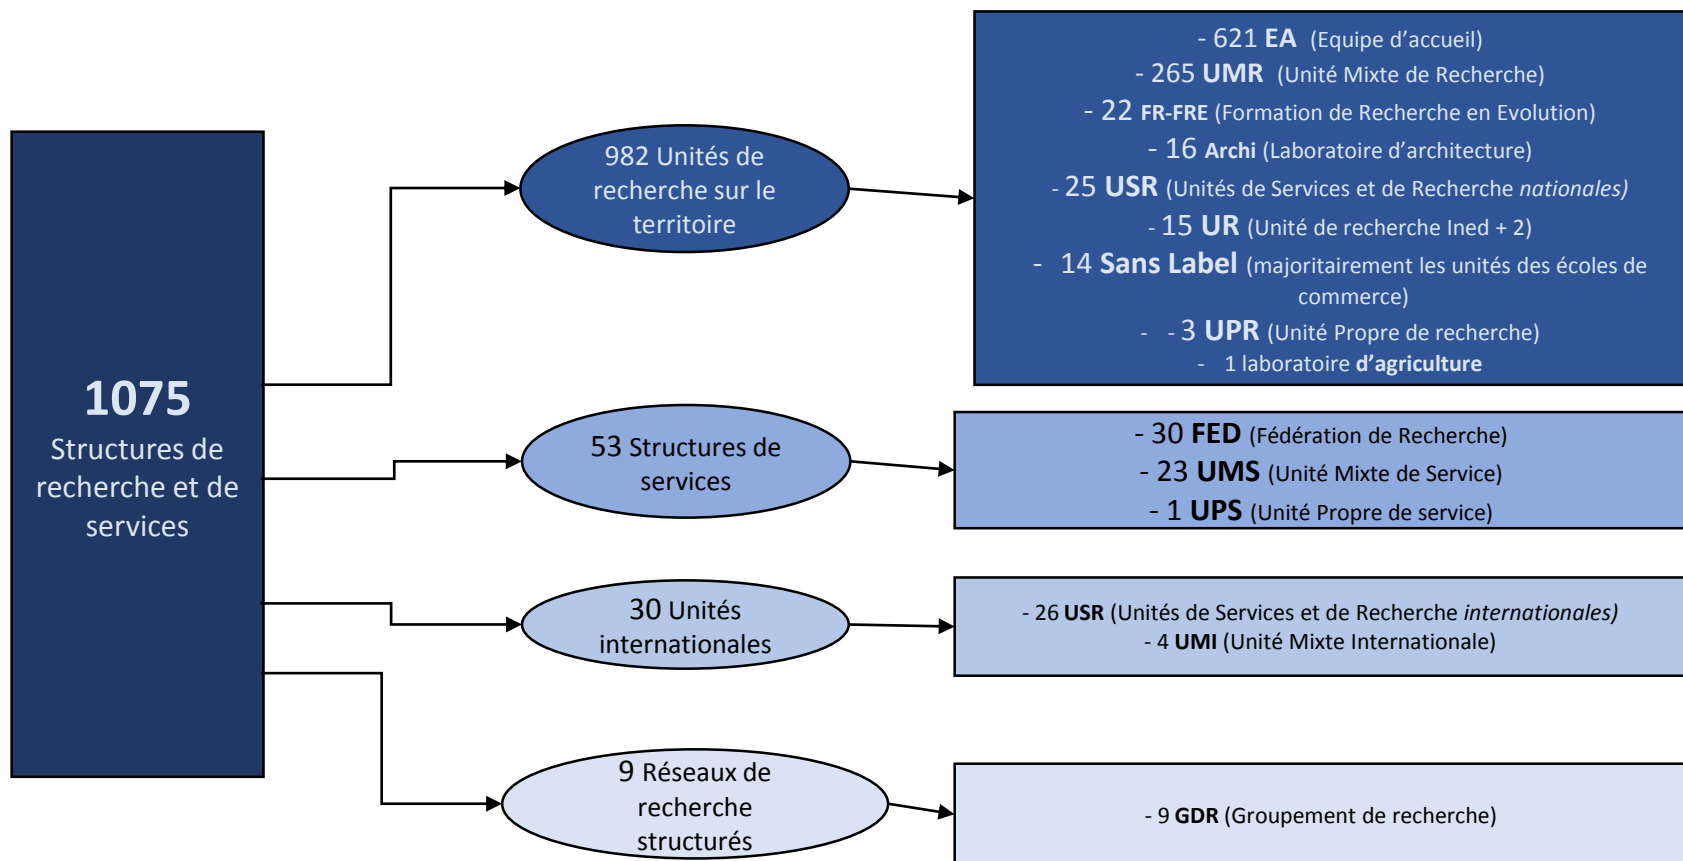 1075
Structures de
recherche et de
services
982 Unités de
recherche sur le
territoire
- 621 EA (Equipe d’accueil)
- 265 UMR (Unité Mixte de Recherche)
- 22 FR-FRE (Formation de Recherche en Evolution)
- 16 Archi (Laboratoire d’architecture)
- 25 USR (Unités de Services et de Recherche nationales)
- 15 UR (Unité de recherche Ined + 2)
- 14 Sans Label (majoritairement les unités des écoles de
commerce)
- - 3 UPR (Unité Propre de recherche)
- 1 laboratoire d’agriculture
53 Structures de
services
- 30 FED (Fédération de Recherche)
- 23 UMS (Unité Mixte de Service)
- 1 UPS (Unité Propre de service)
30 Unités
internationales
- 26 USR (Unités de Services et de Recherche internationales)
- 4 UMI (Unité Mixte Internationale)
9 Réseaux de
recherche
structurés
- 9 GDR (Groupement de recherche)